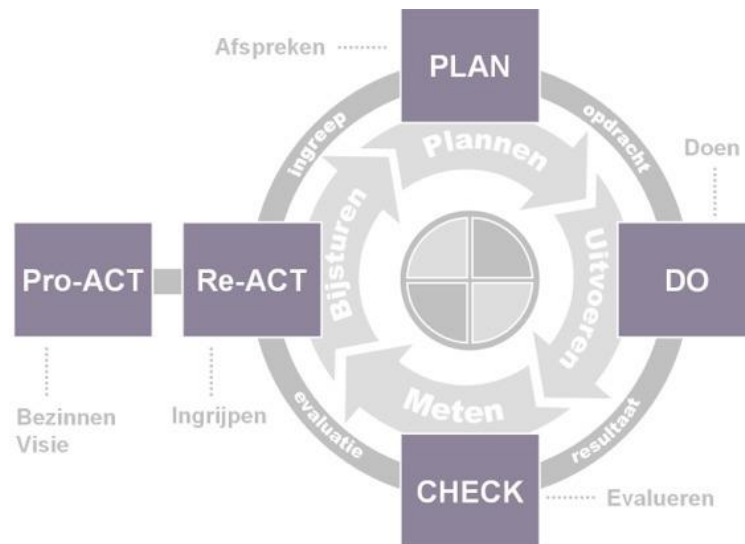 Afspreken
PLAN
ingreep
opdracht
Plannen
Doen
Bijsturen
Uitvoeren
Pro-ACT
Re-ACT
DO
Bezinnen
Visie
Ingrijpen
evaluatie
Meten
resultaat
CHECK
Evalueren